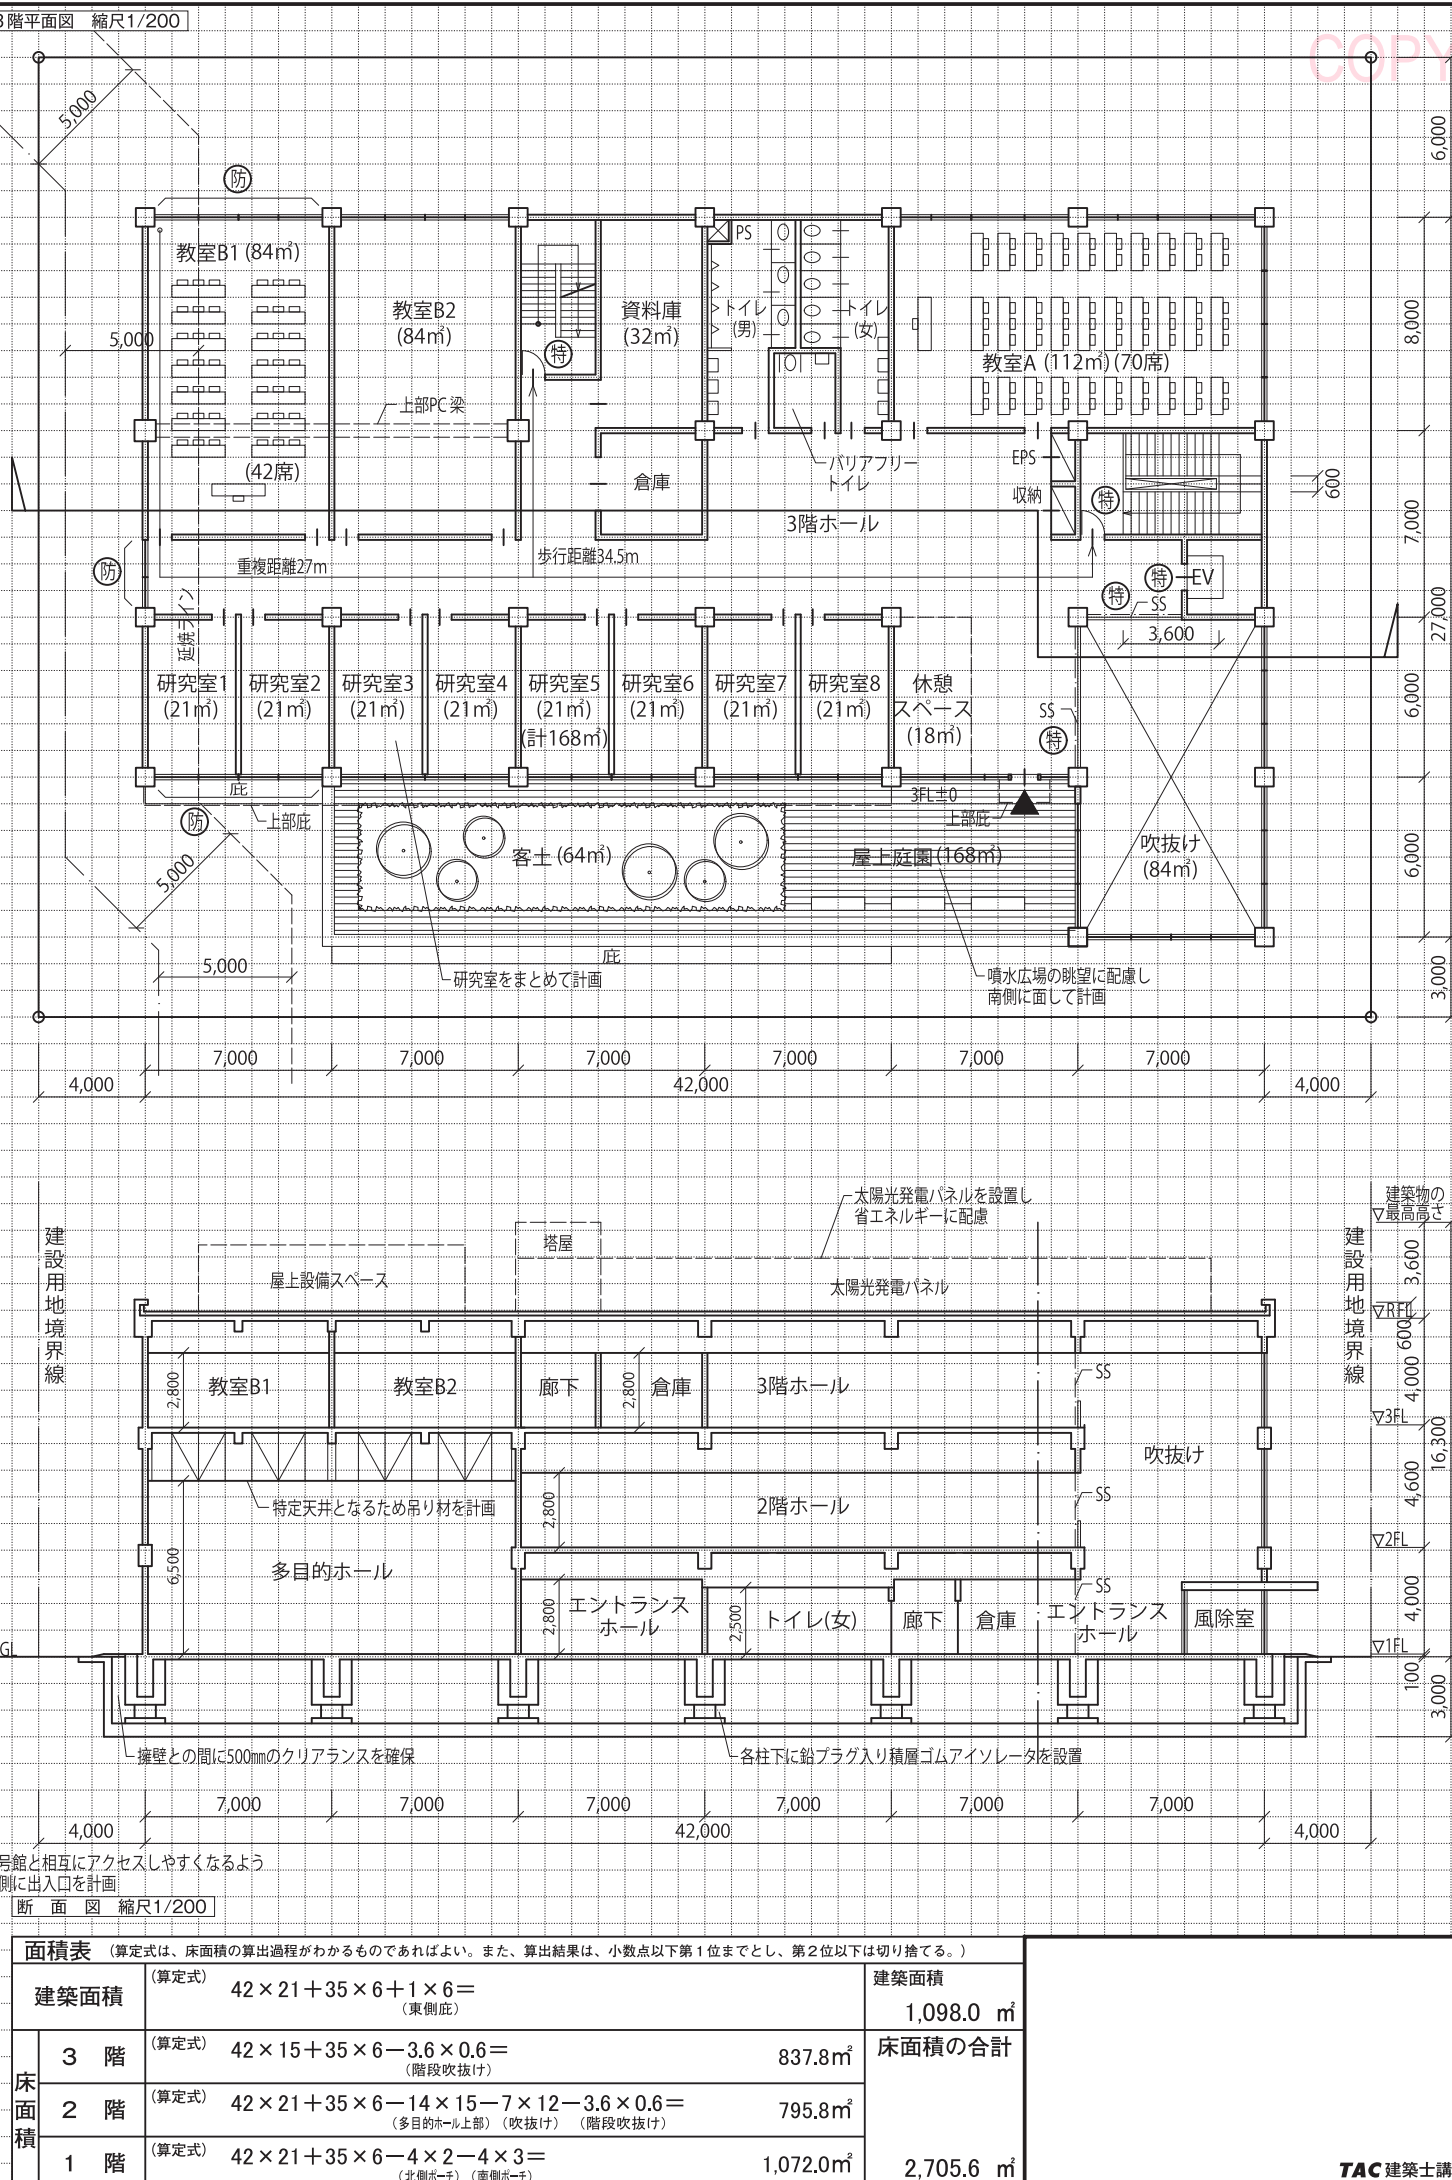 3階平面図 縮尺1/200
COPY
5,000
防
6,000
教室B1 (84㎡)
教室B2
(84㎡)
資料庫
(32㎡)
PS
トイレ
(男)
トイレ
(女)
教室A (112㎡) (70席)
8,000
5,000
特
上部PC 梁
(42席)
倉庫
バリアフリー
トイレ
EPS
収納
特
600
3階ホール
7,000
防
重複距離27m
歩行距離34.5m
特
特
EV
SS
3,600
27,000
延焼ライン
研究室1
(21㎡)
研究室2
(21㎡)
研究室3
(21㎡)
研究室4
(21㎡)
研究室5
(21㎡)
(計168㎡)
研究室6
(21㎡)
研究室7
(21㎡)
研究室8
(21㎡)
休憩
スペース
(18㎡)
SS
特
6,000
庇
防
上部庇
3FL±0
上部庇
客土 (64㎡)
屋上庭園 (168㎡)
吹抜け
(84㎡)
6,000
5,000
5,000
庇
研究室をまとめて計画
噴水広場の眺望に配慮し
南側に面して計画
3,000
7,000 7,000 7,000 7,000 7,000 7,000
4,000 42,000 4,000
太陽光発電パネルを設置し
省エネルギーに配慮
建築物の
▽最高高さ
建設用地境界線
塔屋
屋上設備スペース
太陽光発電パネル
建設用地境界線
3,600
▽RFL
600
2,800
教室B1
教室B2
廊下
2,800
倉庫
3階ホール
SS
4,000
▽3FL
吹抜け
16,300
特定天井となるため吊り材を計画
2,800
2階ホール
SS
4,600
▽2FL
6,500
多目的ホール
2,800
エントランス
ホール
2,500
トイレ(女)
廊下
倉庫
SS
エントランス
ホール
風除室
4,000
GL
▽1FL
100
3,000
擁壁との間に500mmのクリアランスを確保
各柱下に鉛プラグ入り積層ゴムアイソレータを設置
7,000 7,000 7,000 7,000 7,000 7,000
4,000 42,000 4,000
号館と相互にアクセスしやすくなるよう
側に出入口を計画
断 面 図 縮尺1/200
面積表 (算定式は、床面積の算出過程がわかるものであればよい。また、算出結果は、小数点以下第1位までとし、第2位以下は切り捨てる。)
建築面積
(算定式)
42×21+35×6+1×6=
(東側庇)
建築面積
1,098.0 ㎡
床面積
3 階
(算定式)
42×15+35×6−3.6×0.6=
(階段吹抜け)
837.8㎡
床面積の合計
2 階
(算定式)
42×21+35×6−14×15−7×12−3.6×0.6=
(多目的ホール上部) (吹抜け) (階段吹抜け)
795.8㎡
1 階
(算定式)
42×21+35×6−4×2−4×3=
(北側ポーチ) (南側ポーチ)
1,072.0㎡
2,705.6 ㎡
TAC 建築士講